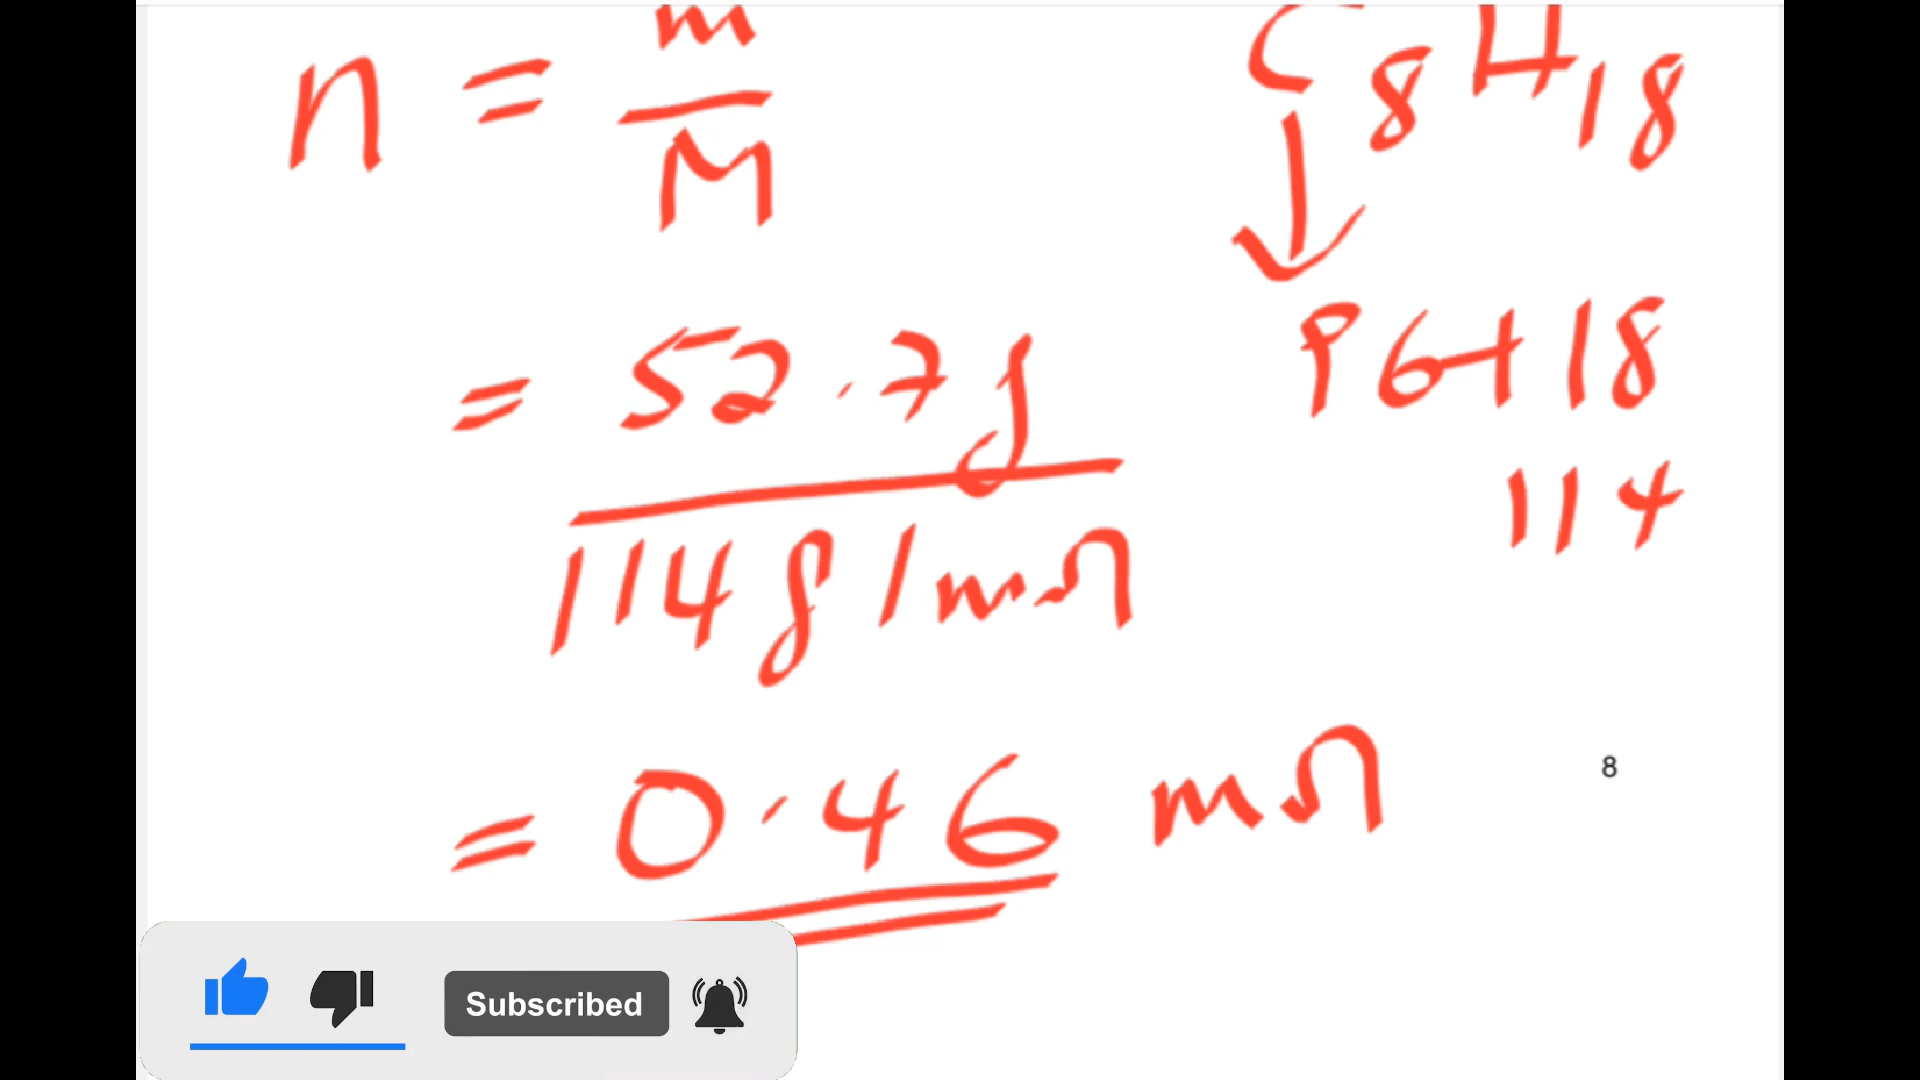 n = m/M
C8H18
= 52.7g
96+18
114
114g/mol
= 0.46 mol
8
Subscribed